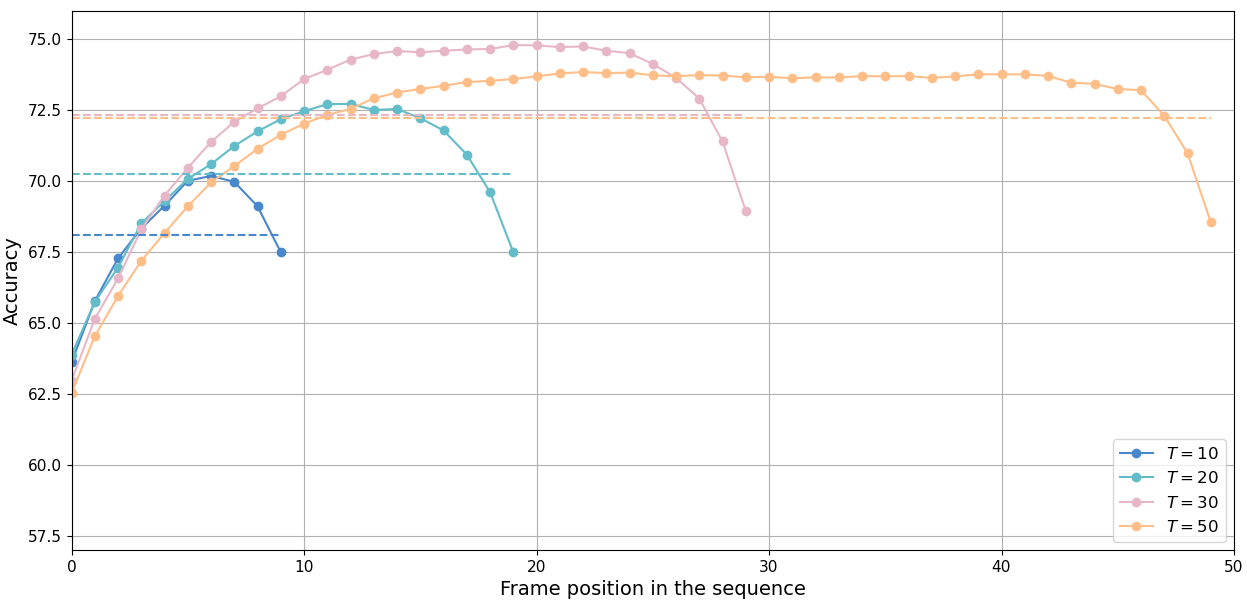 Accuracy
75.0
72.5
70.0
67.5
65.0
62.5
60.0
57.5
0 10 20 30 40 50
Frame position in the sequence
T = 10
T = 20
T = 30
T = 50